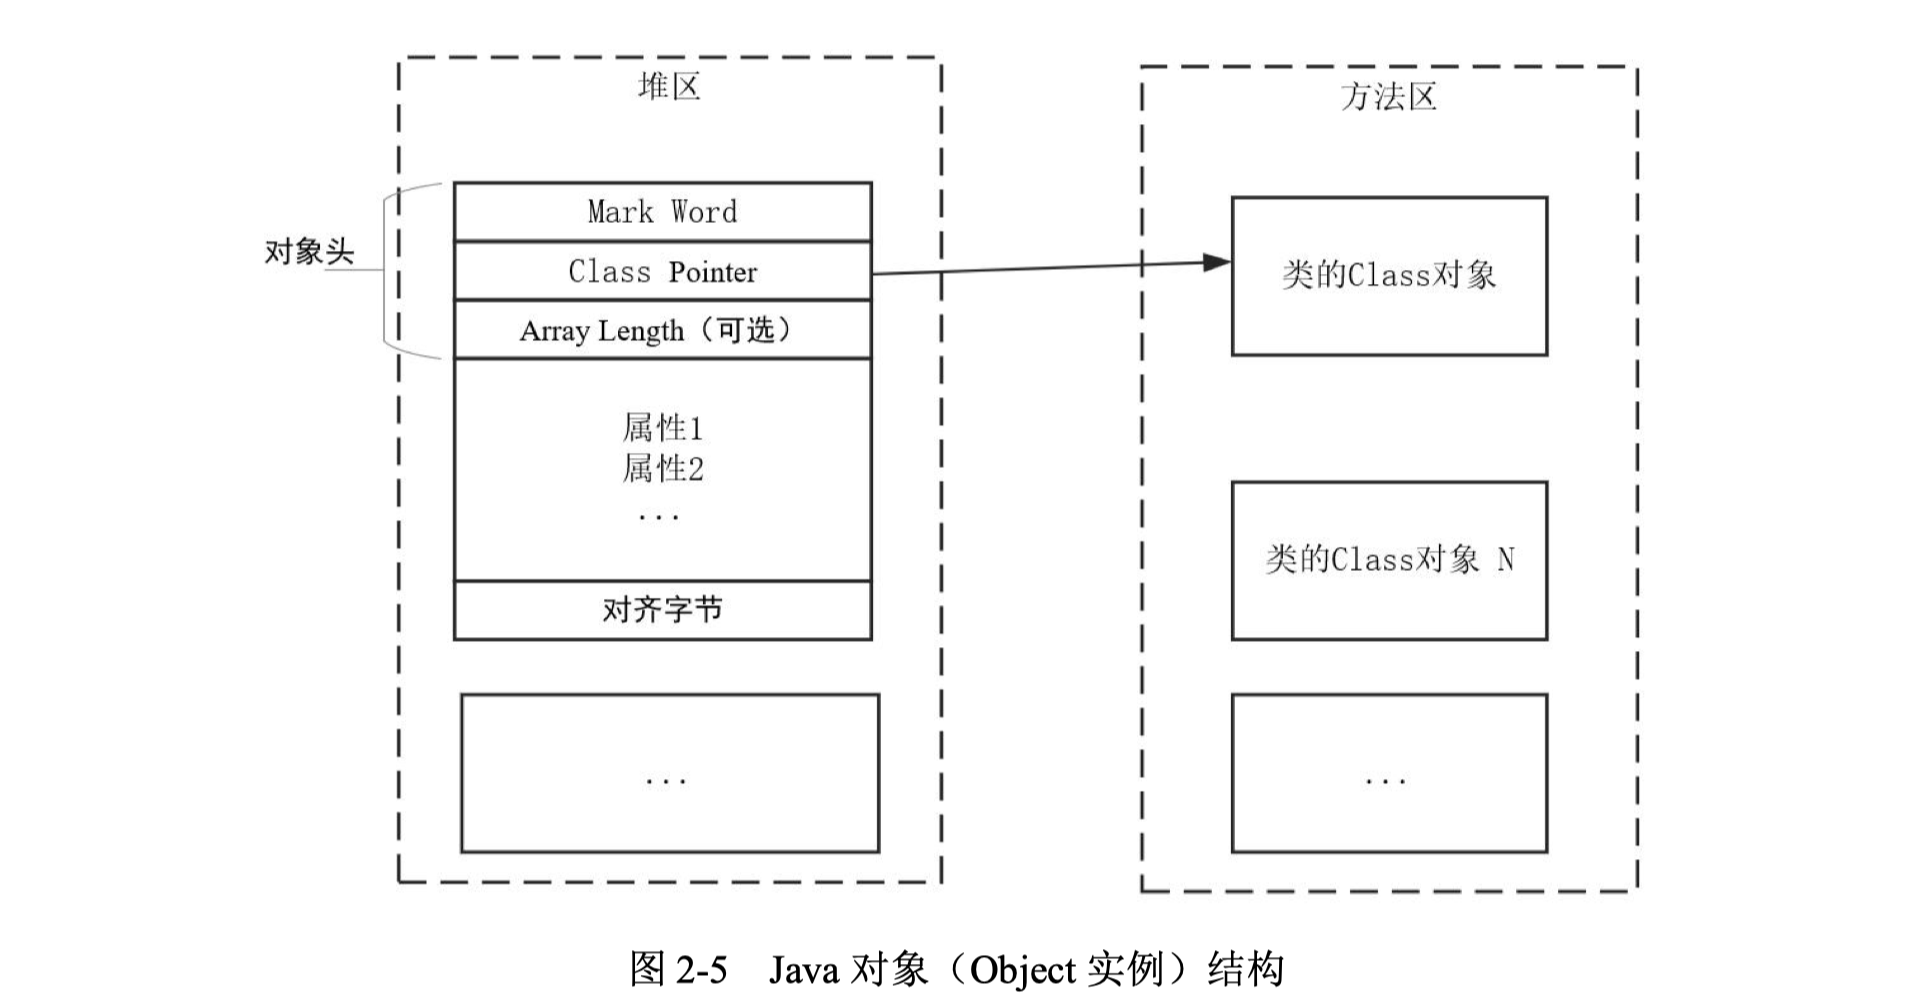 堆区
方法区
对象头
Mark Word
Class Pointer
Array Length（可选）
属性1
属性2
...
对齐字节
...
类的Class对象
类的Class对象 N
...
图 2-5 Java 对象（Object 实例）结构